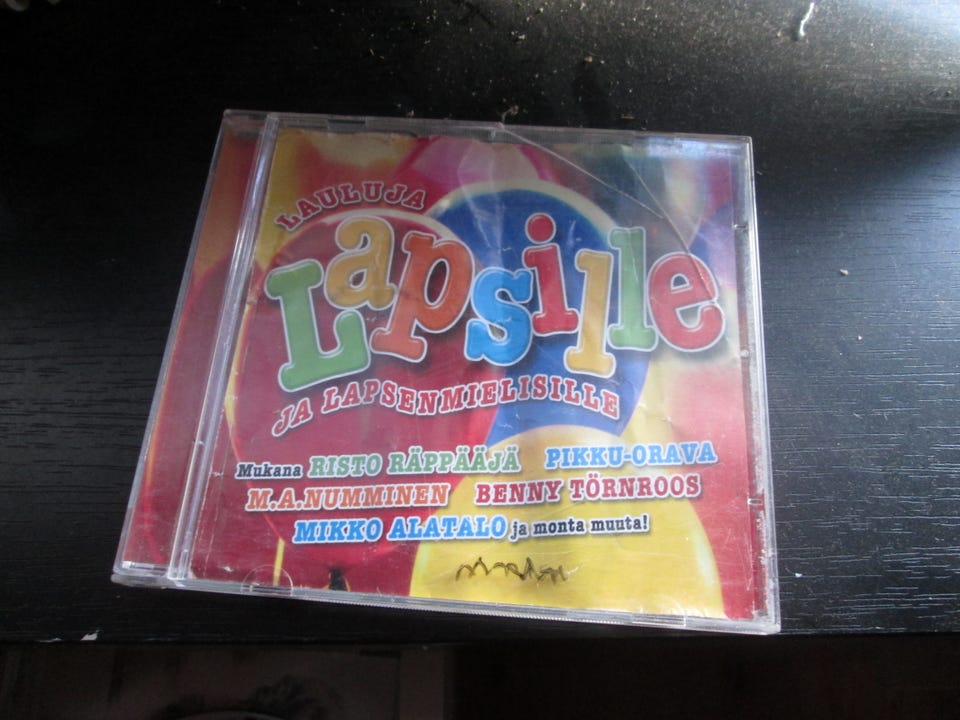 LAULUJA
Lapsille
JA LAPSENMIELISILLE
Mukana RISTO RÄPPÄÄJÄ PIKKU-ORAVA
M.A.NUMMINEN BENNY TÖRNROOS
MIKKO ALATALO ja monta muuta!